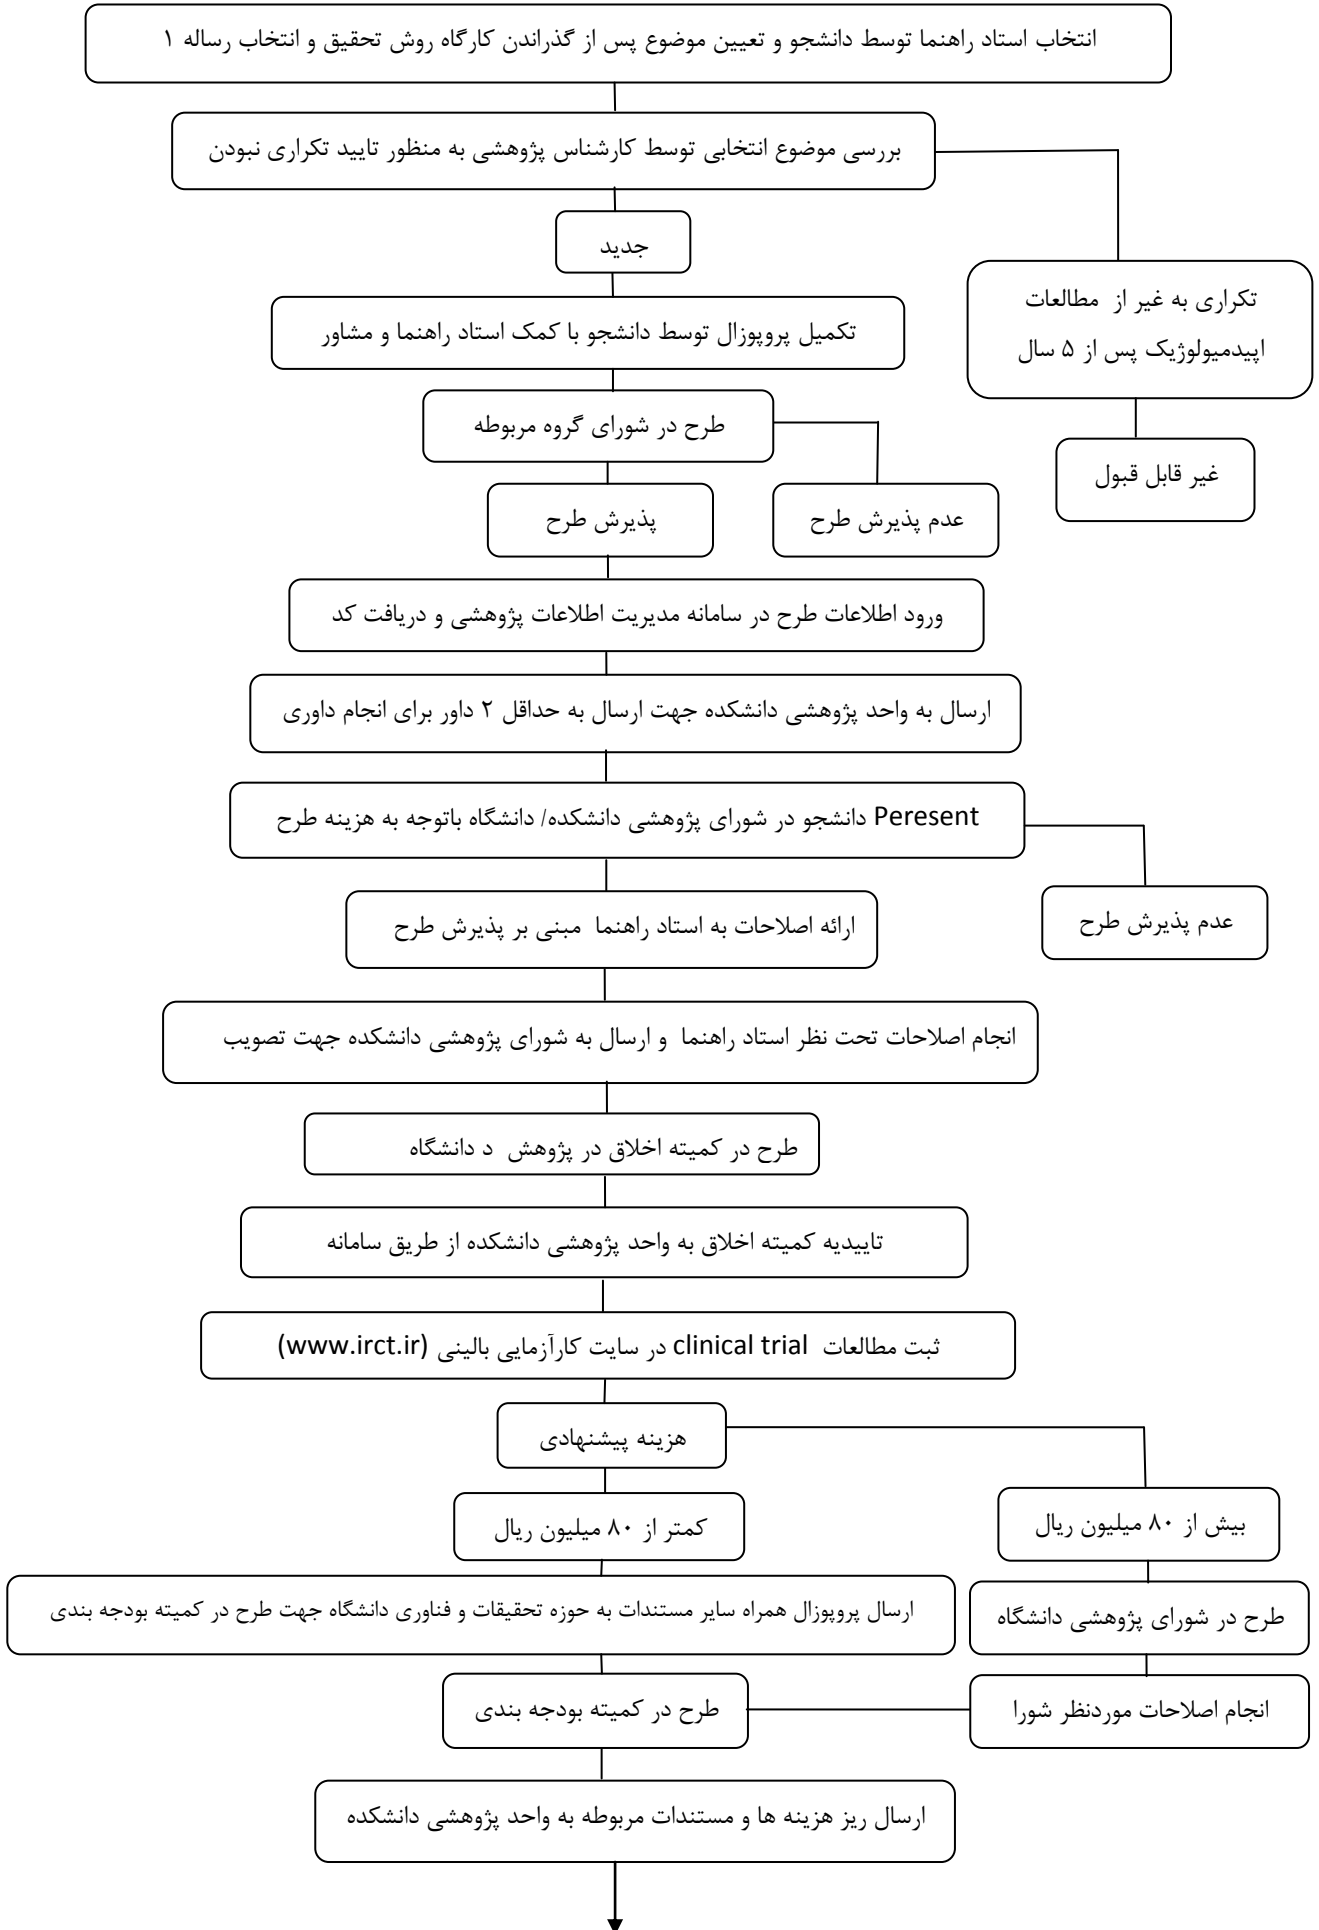 انتخاب استاد راهنما توسط دانشجو و تعیین موضوع پس از گذراندن کارگاه روش تحقیق و انتخاب رساله ۱
بررسی موضوع انتخابی توسط کارشناس پژوهشی به منظور تایید تکراری نبودن
جدید
تکراری به غیر از مطالعات
اپیدمیولوژیک پس از ۵ سال
تکمیل پروپوزال توسط دانشجو با کمک استاد راهنما و مشاور
طرح در شورای گروه مربوطه
غیر قابل قبول
پذیرش طرح
عدم پذیرش طرح
ورود اطلاعات طرح در سامانه مدیریت اطلاعات پژوهشی و دریافت کد
ارسال به واحد پژوهشی دانشکده جهت ارسال به حداقل ۲ داور برای انجام داوری
Peresent دانشجو در شورای پژوهشی دانشکده/ دانشگاه باتوجه به هزینه طرح
عدم پذیرش طرح
ارائه اصلاحات به استاد راهنما مبنی بر پذیرش طرح
انجام اصلاحات تحت نظر استاد راهنما و ارسال به شورای پژوهشی دانشکده جهت تصویب
طرح در کمیته اخلاق در پژوهش د دانشگاه
تاییدیه کمیته اخلاق به واحد پژوهشی دانشکده از طریق سامانه
ثبت مطالعات clinical trial در سایت کارآزمایی بالینی (www.irct.ir)
هزینه پیشنهادی
کمتر از ۸۰ میلیون ریال
بیش از ۸۰ میلیون ریال
ارسال پروپوزال همراه سایر مستندات به حوزه تحقیقات و فناوری دانشگاه جهت طرح در کمیته بودجه بندی
طرح در شورای پژوهشی دانشگاه
انجام اصلاحات موردنظر شورا
طرح در کمیته بودجه بندی
ارسال ریز هزینه ها و مستندات مربوطه به واحد پژوهشی دانشکده